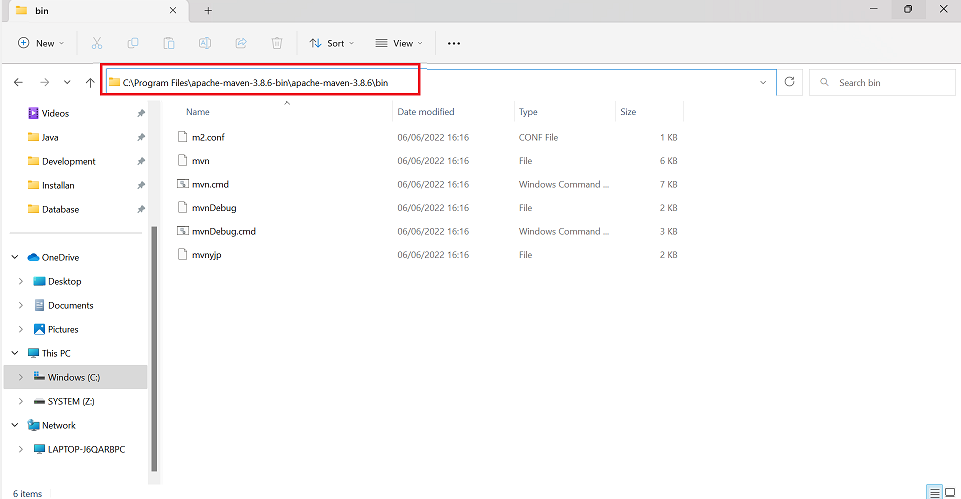 bin
New
Sort
View
C:\Program Files\apache-maven-3.8.6-bin\apache-maven-3.8.6\bin
Search bin
Videos
Java
Development
Installan
Database
OneDrive
Desktop
Documents
Pictures
This PC
Windows (C:)
SYSTEM (Z:)
Network
LAPTOP-J6QARBPC
Name Date modified Type Size
m2.conf 06/06/2022 16:16 CONF File 1 KB
mvn 06/06/2022 16:16 File 6 KB
mvn.cmd 06/06/2022 16:16 Windows Command ... 7 KB
mvnDebug 06/06/2022 16:16 File 2 KB
mvnDebug.cmd 06/06/2022 16:16 Windows Command ... 3 KB
mvnyjp 06/06/2022 16:16 File 2 KB
6 items